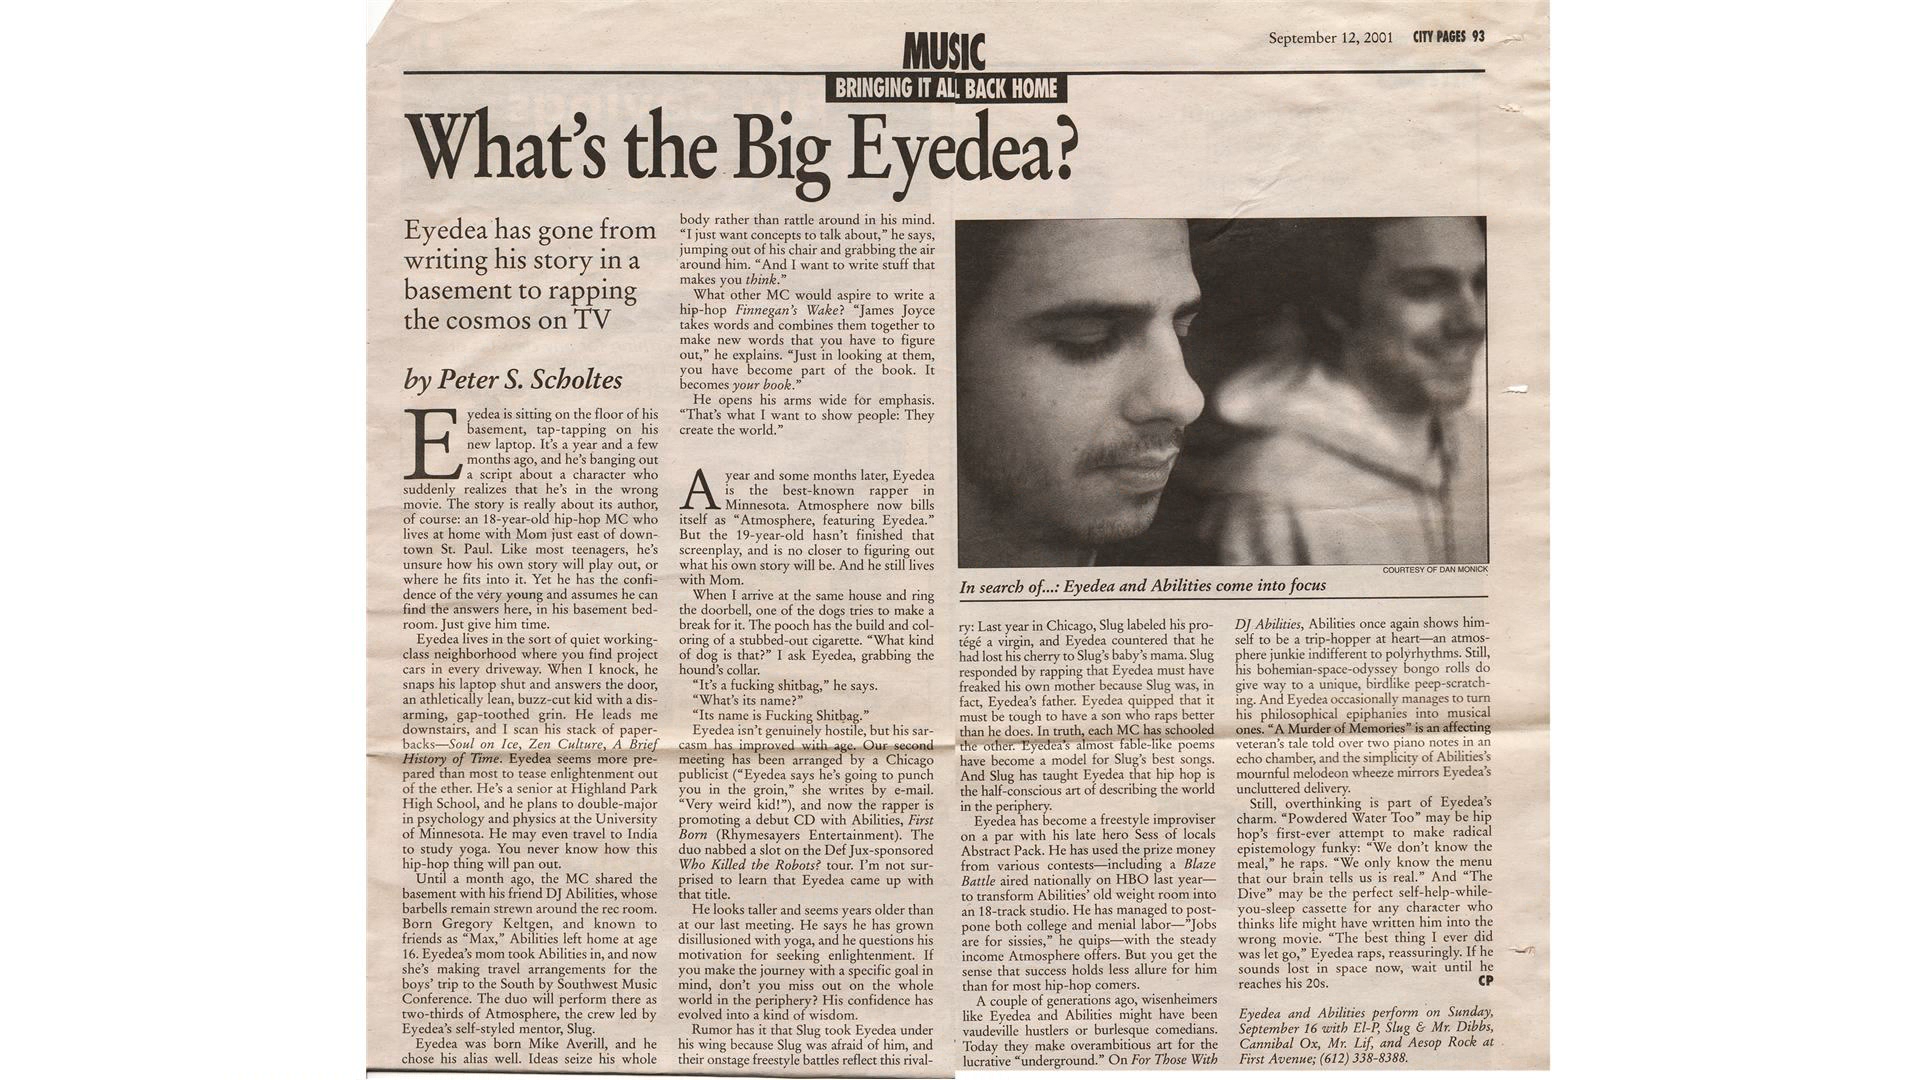 MUSIC
September 12, 2001 CITY PAGES 93
BRINGING IT ALL BACK HOME
What's the Big Eyedea?
Eyedea has gone from
writing his story in a
basement to rapping
the cosmos on TV
by Peter S. Scholtes
Eyedea is sitting on the floor of his
basement, tap-tapping on his
new laptop. It's a year and a few
months ago, and he's banging out
a script about a character who
suddenly realizes that he's in the wrong
movie. The story is really about its author,
of course: an 18-year-old hip-hop MC who
lives at home with Mom just east of down-
town St. Paul. Like most teenagers, he's
unsure how his own story will play out, or
where he fits into it. Yet he has the confi-
dence of the very young and assumes he can
find the answers here, in his basement bed-
room. Just give him time.
Eyedea lives in the sort of quiet working-
class neighborhood where you find project
cars in every driveway. When I knock, he
snaps his laptop shut and answers the door,
an athletically lean, buzz-cut kid with a dis-
arming, gap-toothed grin. He leads me
downstairs, and I scan his stack of paper-
backs—Soul on Ice, Zen Culture, A Brief
History of Time. Eyedea seems more pre-
pared than most to tease enlightenment out
of the ether. He's a senior at Highland Park
High School, and he plans to double-major
in psychology and physics at the University
of Minnesota. He may even travel to India
to study yoga. You never know how this
hip-hop thing will pan out.
Until a month ago, the MC shared the
basement with his friend DJ Abilities, whose
barbells remain strewn around the rec room.
Born Gregory Keltgen, and known to
friends as “Max,” Abilities left home at age
16. Eyedea's mom took Abilities in, and now
she's making travel arrangements for the
boys' trip to the South by Southwest Music
Conference. The duo will perform there as
two-thirds of Atmosphere, the crew led by
Eyedea's self-styled mentor, Slug.
Eyedea was born Mike Averill, and he
chose his alias well. Ideas seize his whole
body rather than rattle around in his mind.
“I just want concepts to talk about,” he says,
jumping out of his chair and grabbing the air
around him. “And I want to write stuff that
makes you think.”
What other MC would aspire to write a
hip-hop Finnegan's Wake? “James Joyce
takes words and combines them together to
make new words that you have to figure
out,” he explains. “Just in looking at them,
you have become part of the book. It
becomes your book.”
He opens his arms wide for emphasis.
“That's what I want to show people: They
create the world.”
A year and some months later, Eyedea
is the best-known rapper in
Minnesota. Atmosphere now bills
itself as “Atmosphere, featuring Eyedea.”
But the 19-year-old hasn't finished that
screenplay, and is no closer to figuring out
what his own story will be. And he still lives
with Mom.
When I arrive at the same house and ring
the doorbell, one of the dogs tries to make a
break for it. The pooch has the build and col-
oring of a stubbed-out cigarette. “What kind
of dog is that?” I ask Eyedea, grabbing the
hound's collar.
“It's a fucking shitbag,” he says.
“What's its name?”
“Its name is Fucking Shitbag.”
Eyedea isn't genuinely hostile, but his sar-
casm has improved with age. Our second
meeting has been arranged by a Chicago
publicist (“Eyedea says he's going to punch
you in the groin,” she writes by e-mail.
“Very weird kid!”), and now the rapper is
promoting a debut CD with Abilities, First
Born (Rhymesayers Entertainment). The
duo nabbed a slot on the Def Jux-sponsored
Who Killed the Robots? tour. I'm not sur-
prised to learn that Eyedea came up with
that title.
He looks taller and seems years older than
at our last meeting. He says he has grown
disillusioned with yoga, and he questions his
motivation for seeking enlightenment. If
you make the journey with a specific goal in
mind, don't you miss out on the whole
world in the periphery? His confidence has
evolved into a kind of wisdom.
Rumor has it that Slug took Eyedea under
his wing because Slug was afraid of him, and
their onstage freestyle battles reflect this rival-
COURTESY OF DAN MONICK
In search of...: Eyedea and Abilities come into focus
ry: Last year in Chicago, Slug labeled his pro-
tégé a virgin, and Eyedea countered that he
had lost his cherry to Slug's baby's mama. Slug
responded by rapping that Eyedea must have
freaked his own mother because Slug was, in
fact, Eyedea's father. Eyedea quipped that it
must be tough to have a son who raps better
than he does. In truth, each MC has schooled
the other. Eyedea's almost fable-like poems
have become a model for Slug's best songs.
And Slug has taught Eyedea that hip hop is
the half-conscious art of describing the world
in the periphery.
Eyedea has become a freestyle improviser
on a par with his late hero Sess of locals
Abstract Pack. He has used the prize money
from various contests—including a Blaze
Battle aired nationally on HBO last year—
to transform Abilities' old weight room into
an 18-track studio. He has managed to post-
pone both college and menial labor—”Jobs
are for sissies,” he quips—with the steady
income Atmosphere offers. But you get the
sense that success holds less allure for him
than for most hip-hop comers.
A couple of generations ago, wisenheimers
like Eyedea and Abilities might have been
vaudeville hustlers or burlesque comedians.
Today they make overambitious art for the
lucrative “underground.” On For Those With
DJ Abilities, Abilities once again shows him-
self to be a trip-hopper at heart—an atmos-
phere junkie indifferent to polyrhythms. Still,
his bohemian-space-odyssey bongo rolls do
give way to a unique, birdlike peep-scratch-
ing. And Eyedea occasionally manages to turn
his philosophical epiphanies into musical
ones. “A Murder of Memories” is an affecting
veteran's tale told over two piano notes in an
echo chamber, and the simplicity of Abilities's
mournful melodeon wheeze mirrors Eyedea's
uncluttered delivery.
Still, overthinking is part of Eyedea's
charm. “Powdered Water Too” may be hip
hop's first-ever attempt to make radical
epistemology funky: “We don't know the
meal,” he raps. “We only know the menu
that our brain tells us is real.” And “The
Dive” may be the perfect self-help-while-
you-sleep cassette for any character who
thinks life might have written him into the
wrong movie. “The best thing I ever did
was let go,” Eyedea raps, reassuringly. If he
sounds lost in space now, wait until he
reaches his 20s. CP
Eyedea and Abilities perform on Sunday,
September 16 with El-P, Slug & Mr. Dibbs,
Cannibal Ox, Mr. Lif, and Aesop Rock at
First Avenue; (612) 338-8388.